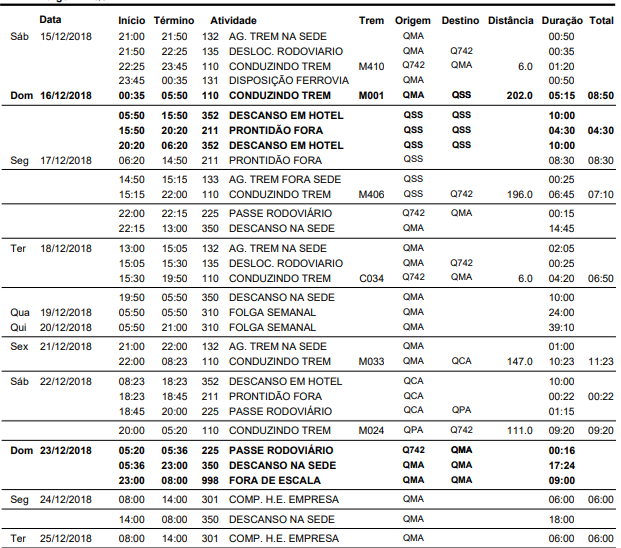 Data Início Término Atividade Trem Origem Destino Distância Duração Total
Sáb 15/12/2018 21:00 21:50 132 AG. TREM NA SEDE QMA 00:50
21:50 22:25 135 DESLOC. RODOVIARIO QMA Q742 00:35
22:25 23:45 110 CONDUZINDO TREM M410 Q742 QMA 6.0 01:20
23:45 00:35 131 DISPOSIÇÃO FERROVIA QMA 00:50
Dom 16/12/2018 00:35 05:50 110 CONDUZINDO TREM M001 QMA QSS 202.0 05:15 08:50
05:50 15:50 352 DESCANSO EM HOTEL QSS QSS 10:00
15:50 20:20 211 PRONTIDÃO FORA QSS QSS 04:30 04:30
20:20 06:20 352 DESCANSO EM HOTEL QSS QSS 10:00
Seg 17/12/2018 06:20 14:50 211 PRONTIDÃO FORA QSS 08:30 08:30
14:50 15:15 133 AG. TREM FORA SEDE QSS 00:25
15:15 22:00 110 CONDUZINDO TREM M406 QSS Q742 196.0 06:45 07:10
22:00 22:15 225 PASSE RODOVIÁRIO Q742 QMA 00:15
22:15 13:00 350 DESCANSO NA SEDE QMA 14:45
Ter 18/12/2018 13:00 15:05 132 AG. TREM NA SEDE QMA 02:05
15:05 15:30 135 DESLOC. RODOVIARIO QMA Q742 00:25
15:30 19:50 110 CONDUZINDO TREM C034 Q742 QMA 6.0 04:20 06:50
19:50 05:50 350 DESCANSO NA SEDE QMA 10:00
Qua 19/12/2018 05:50 05:50 310 FOLGA SEMANAL QMA 24:00
Qui 20/12/2018 05:50 21:00 310 FOLGA SEMANAL QMA 39:10
Sex 21/12/2018 21:00 22:00 132 AG. TREM NA SEDE QMA 01:00
22:00 08:23 110 CONDUZINDO TREM M033 QMA QCA 147.0 10:23 11:23
Sáb 22/12/2018 08:23 18:23 352 DESCANSO EM HOTEL QCA 10:00
18:23 18:45 211 PRONTIDÃO FORA QCA 00:22 00:22
18:45 20:00 225 PASSE RODOVIÁRIO QCA QPA 01:15
20:00 05:20 110 CONDUZINDO TREM M024 QPA Q742 111.0 09:20 09:20
Dom 23/12/2018 05:20 05:36 225 PASSE RODOVIÁRIO Q742 QMA 00:16
05:36 23:00 350 DESCANSO NA SEDE QMA QMA 17:24
23:00 08:00 998 FORA DE ESCALA QMA QMA 09:00
Seg 24/12/2018 08:00 14:00 301 COMP. H.E. EMPRESA QMA 06:00 06:00
14:00 08:00 350 DESCANSO NA SEDE QMA 18:00
Ter 25/12/2018 08:00 14:00 301 COMP. H.E. EMPRESA QMA 06:00 06:00